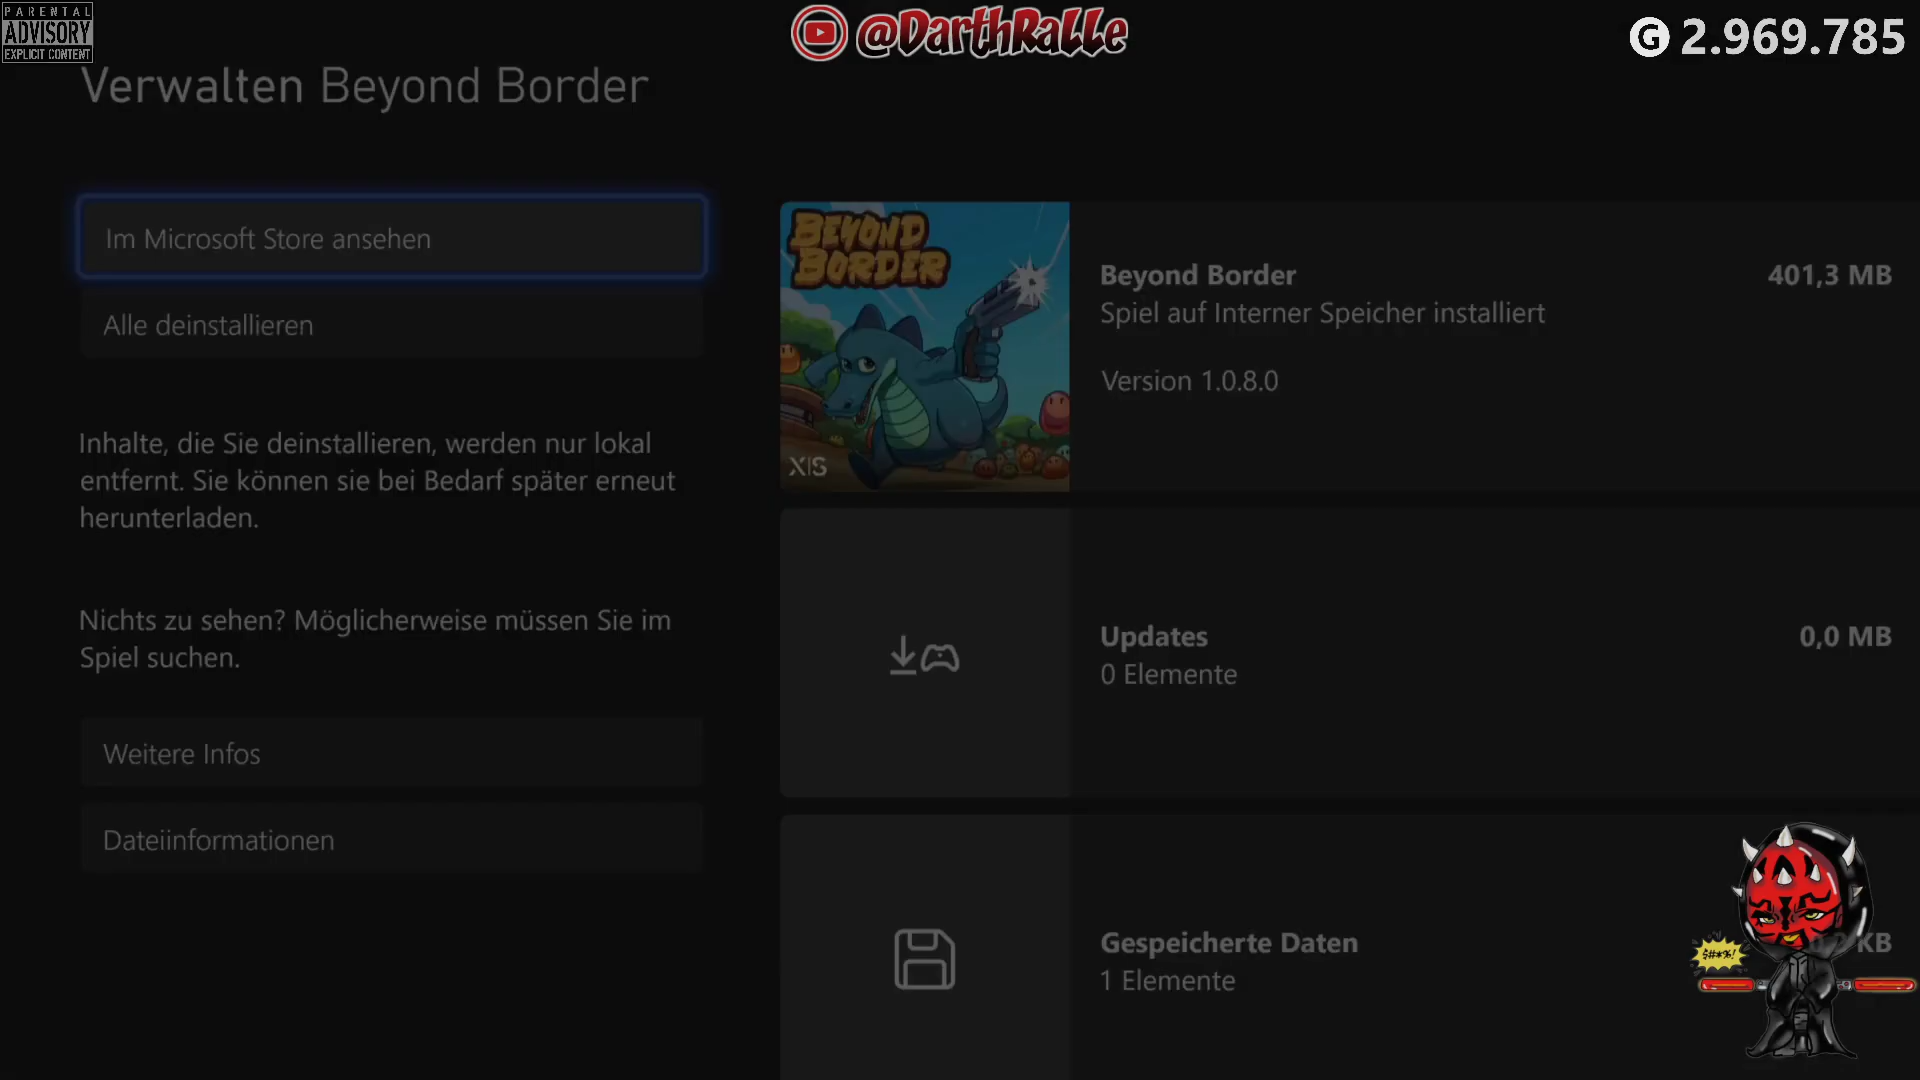 PARENTAL
ADVISORY
EXPLICIT CONTENT
@DarthRaLLe
G 2.969.785
Verwalten Beyond Border
Im Microsoft Store ansehen
Alle deinstallieren
Inhalte, die Sie deinstallieren, werden nur lokal
entfernt. Sie können sie bei Bedarf später erneut
herunterladen.
Nichts zu sehen? Möglicherweise müssen Sie im
Spiel suchen.
Weitere Infos
Dateiinformationen
BEYOND
BORDER
X|S
Beyond Border
401,3 MB
Spiel auf Interner Speicher installiert
Version 1.0.8.0
Updates
0,0 MB
0 Elemente
Gespeicherte Daten
KB
1 Elemente
$#*%!